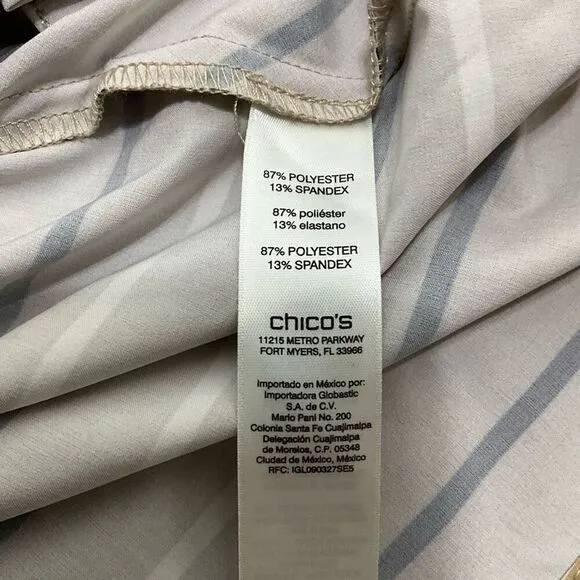 87% POLYESTER
13% SPANDEX
87% poliéster
13% elastano
87% POLYESTER
13% SPANDEX
chico's
11215 METRO PARKWAY
FORT MYERS, FL 33966
Importado en México por:
Importadora Globastic
S.A. de C.V.
Mario Pani No. 200
Colonia Santa Fe Cuajimalpa
Delegación Cuajimalpa
de Morelos, C.P. 05348
Ciudad de México, México
RFC: IGL090327SE5